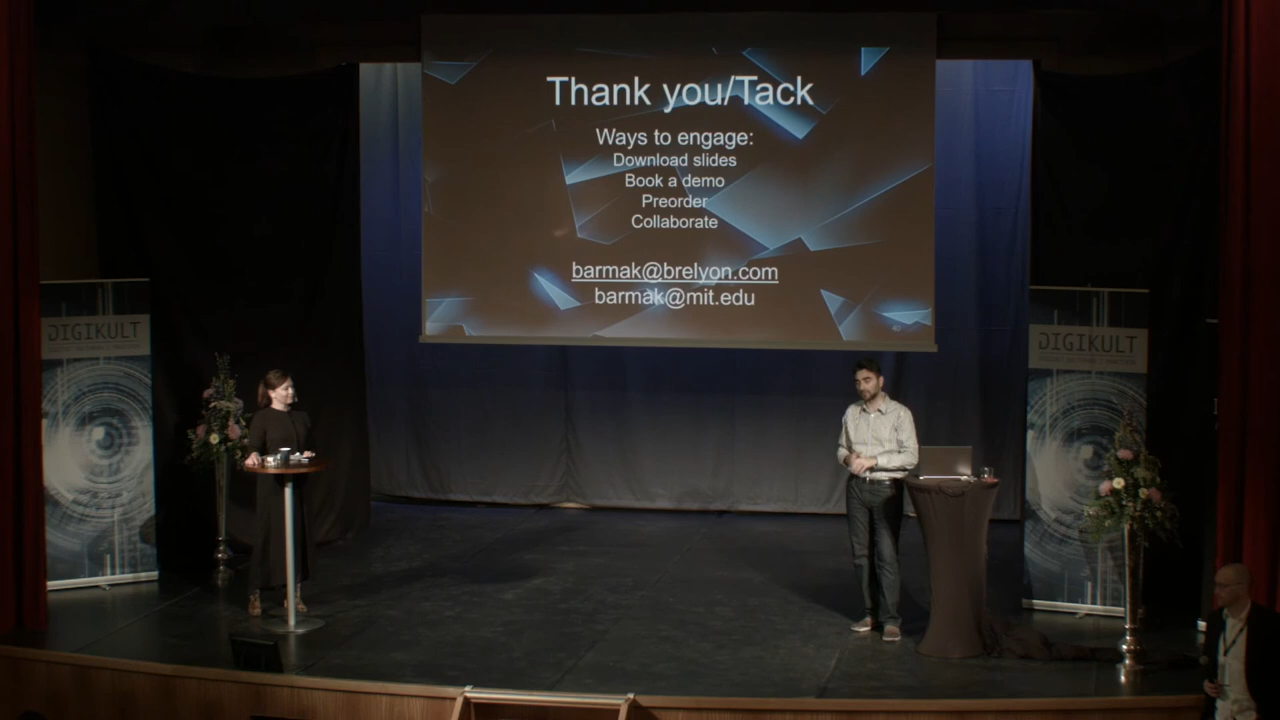 Thank you/Tack
Ways to engage:
Download slides
Book a demo
Preorder
Collaborate
barmak@brelyon.com
barmak@mit.edu
DIGIKULT
DIGIKULT